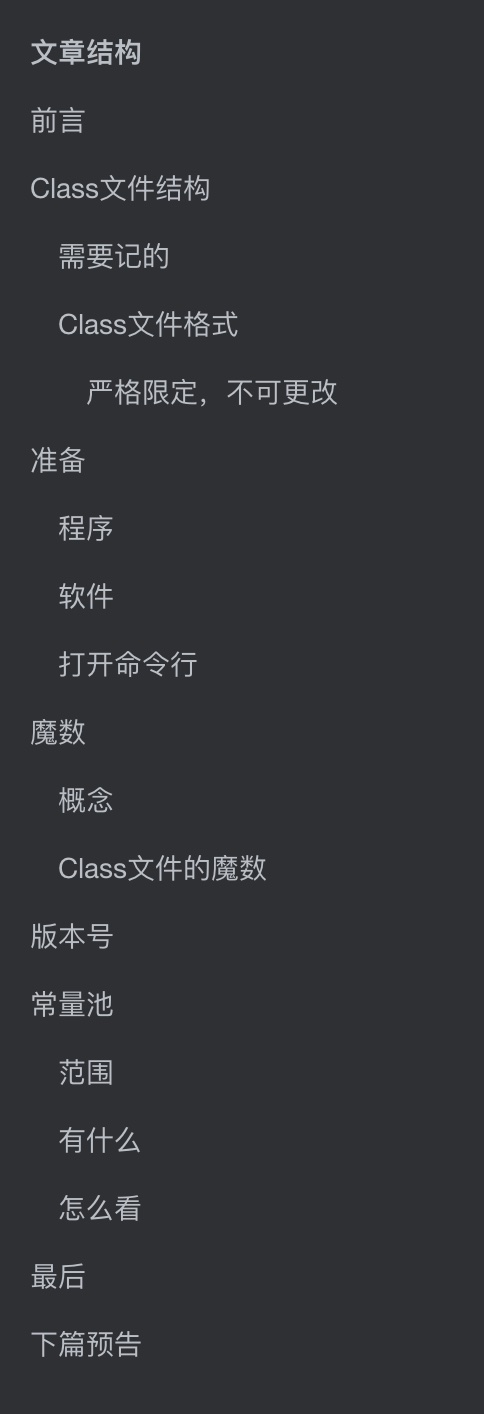 文章结构
前言
Class文件结构
需要记的
Class文件格式
严格限定，不可更改
准备
程序
软件
打开命令行
魔数
概念
Class文件的魔数
版本号
常量池
范围
有什么
怎么看
最后
下篇预告